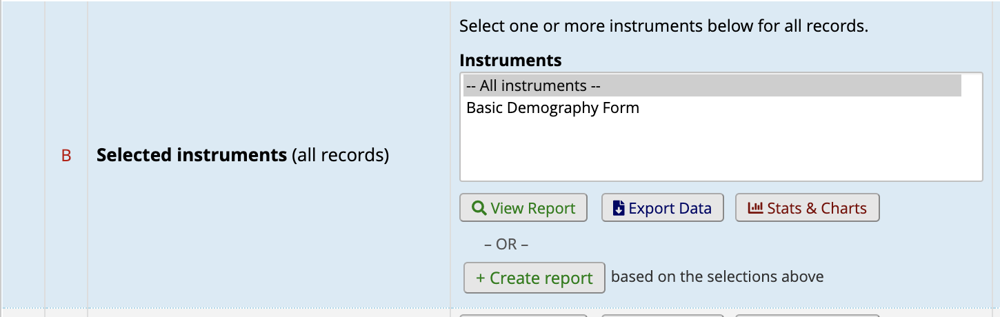 Select one or more instruments below for all records.
Instruments
-- All instruments --
Basic Demography Form
B
Selected instruments (all records)
View Report
Export Data
Stats & Charts
– OR –
+ Create report based on the selections above